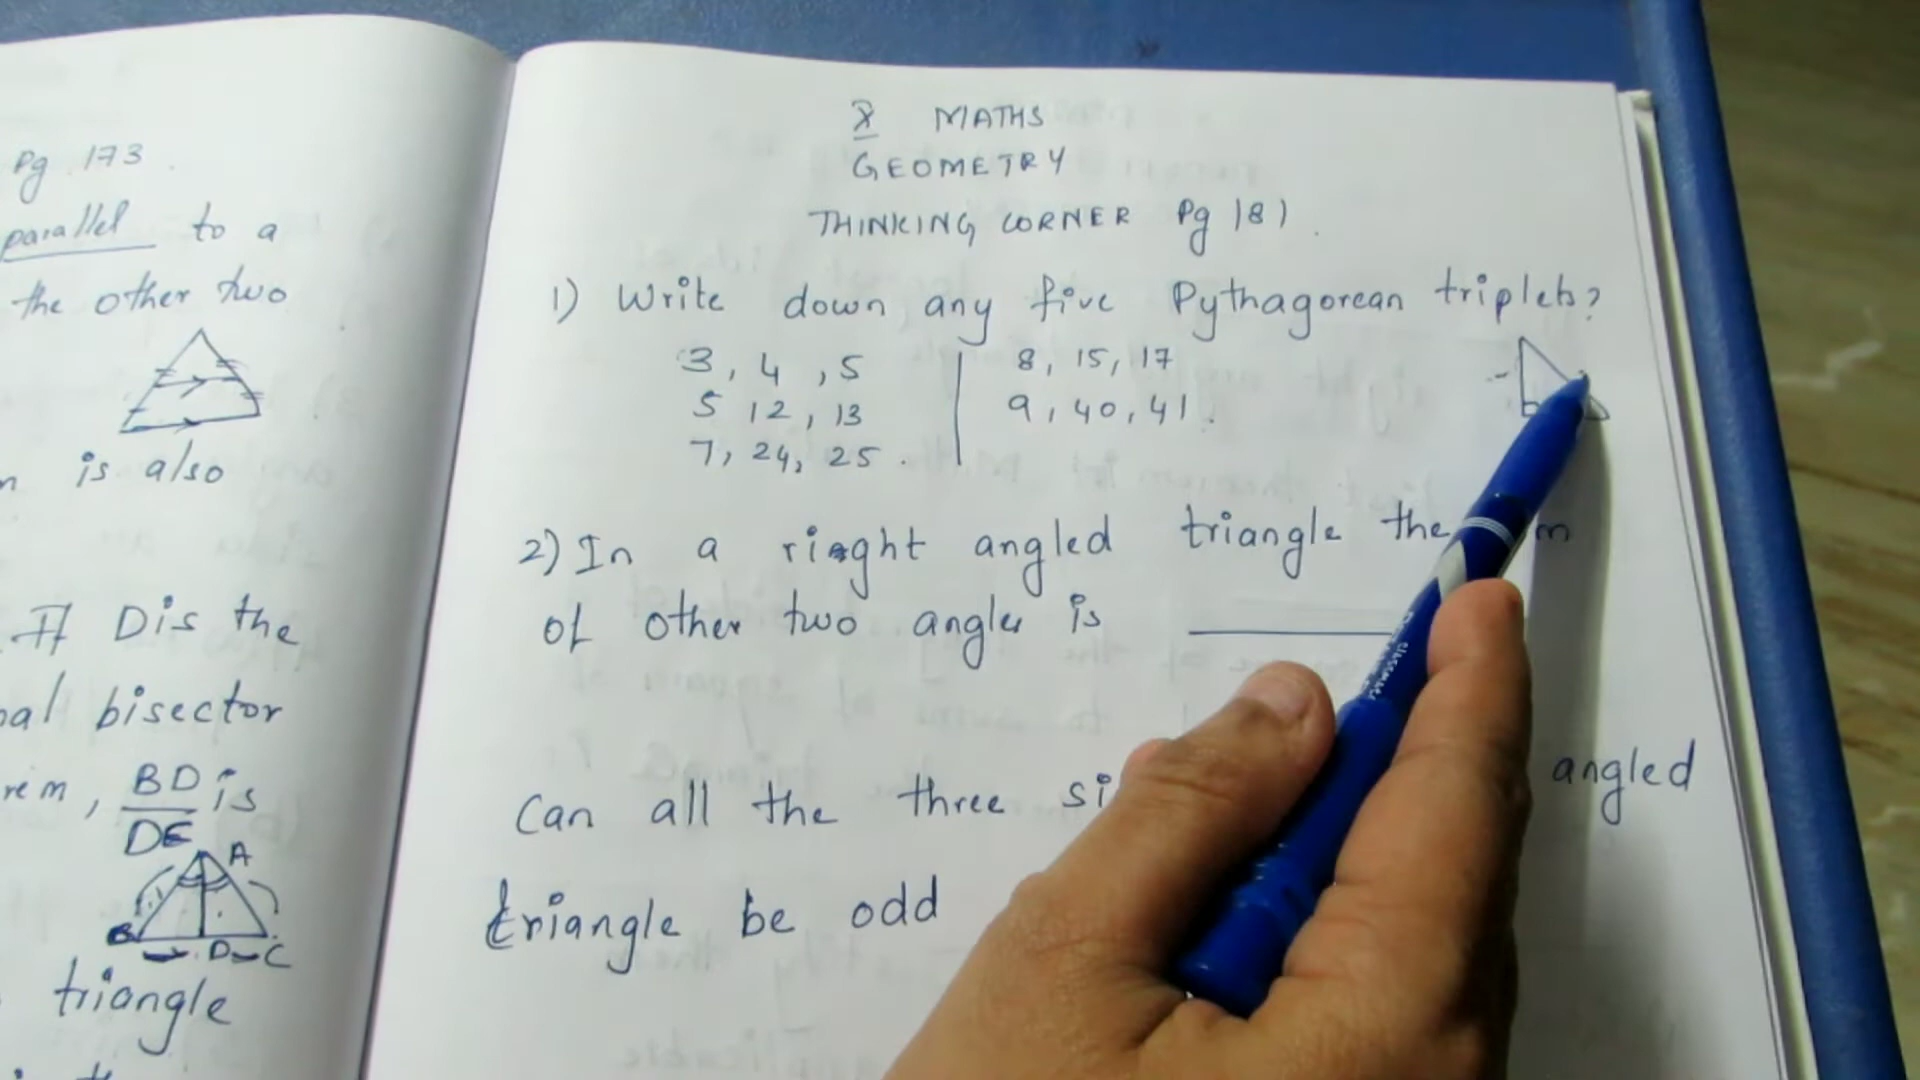 Pg 173
parallel to a
the other two
is also
If D is the
bisector
BD
is
DE
A
B D C
triangle
X MATHS
GEOMETRY
THINKING CORNER Pg 181
1) Write down any five Pythagorean triplets?
3, 4, 5
5 12, 13
7, 24, 25.
8, 15, 17
9, 40, 41.
2) In a right angled triangle the
of other two angles is
Can all the three angled
triangle be odd
classmate